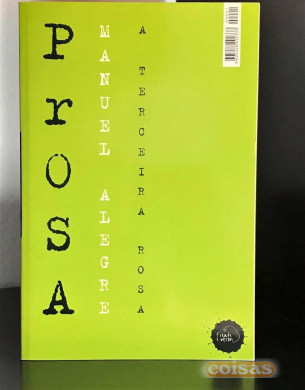 PrOSA
MANUEL ALEGRE
A TERCEIRA ROSA
coisas